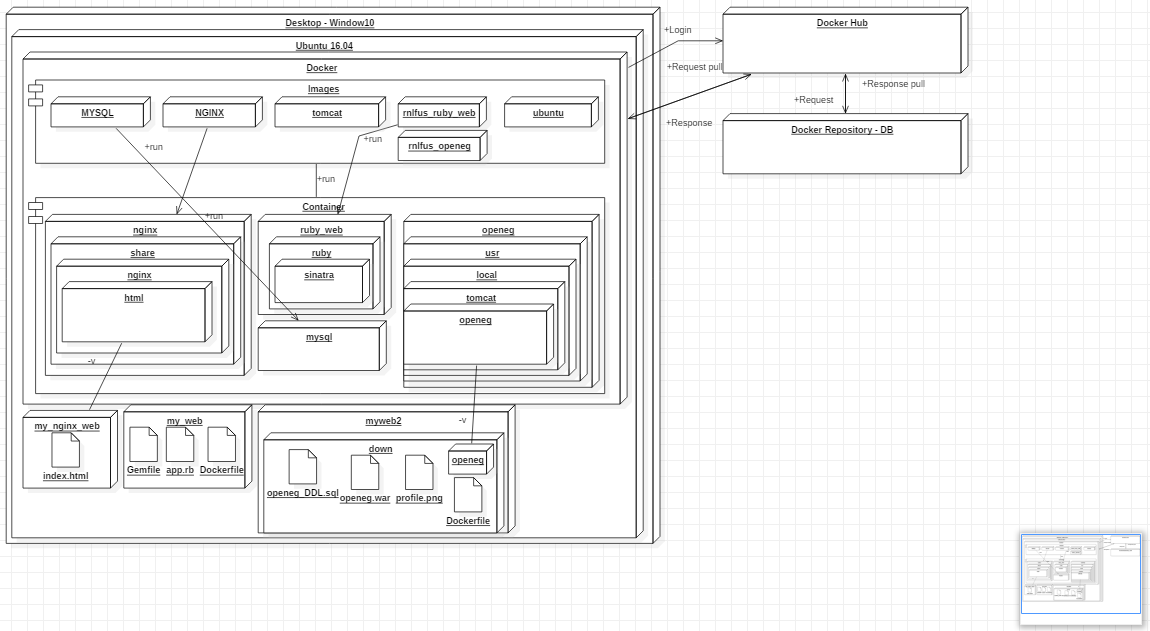 Desktop - Window10
Ubuntu 16.04
Docker
Images
MYSQL
NGINX
tomcat
rnlfus_ruby_web
ubuntu
rnlfus_openeg
+run
+run
+run
+run
Container
nginx
share
nginx
html
ruby_web
ruby
sinatra
mysql
openeg
usr
local
tomcat
openeg
-v
-v
my_nginx_web
index.html
my_web
Gemfile
app.rb
Dockerfile
myweb2
down
openeg_DDL.sql
openeg.war
profile.png
openeg
Dockerfile
+Login
+Request pull
+Response
Docker Hub
+Response pull
+Request
Docker Repository - DB